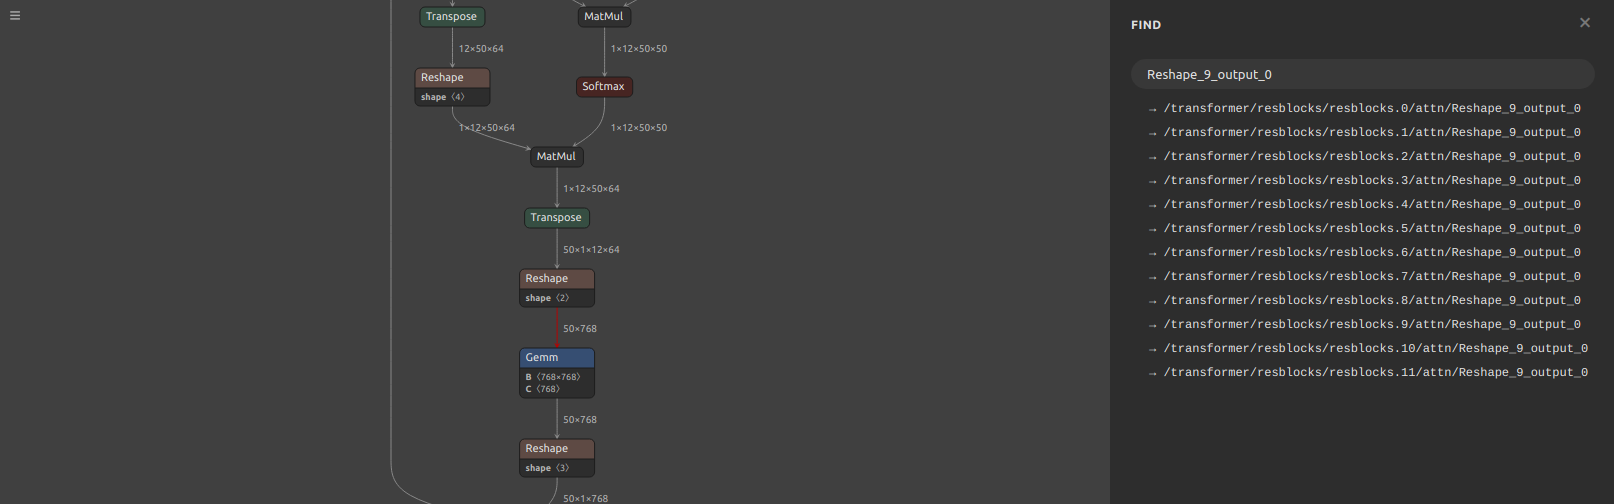 Transpose
MatMul
12×50×64
1×12×50×50
Reshape
shape 〈4〉
Softmax
1×12×50×64
1×12×50×50
MatMul
1×12×50×64
Transpose
50×1×12×64
Reshape
shape 〈2〉
50×768
Gemm
B 〈768×768〉
C 〈768〉
50×768
Reshape
shape 〈3〉
50×1×768
FIND
Reshape_9_output_0
→ /transformer/resblocks/resblocks.0/attn/Reshape_9_output_0
→ /transformer/resblocks/resblocks.1/attn/Reshape_9_output_0
→ /transformer/resblocks/resblocks.2/attn/Reshape_9_output_0
→ /transformer/resblocks/resblocks.3/attn/Reshape_9_output_0
→ /transformer/resblocks/resblocks.4/attn/Reshape_9_output_0
→ /transformer/resblocks/resblocks.5/attn/Reshape_9_output_0
→ /transformer/resblocks/resblocks.6/attn/Reshape_9_output_0
→ /transformer/resblocks/resblocks.7/attn/Reshape_9_output_0
→ /transformer/resblocks/resblocks.8/attn/Reshape_9_output_0
→ /transformer/resblocks/resblocks.9/attn/Reshape_9_output_0
→ /transformer/resblocks/resblocks.10/attn/Reshape_9_output_0
→ /transformer/resblocks/resblocks.11/attn/Reshape_9_output_0